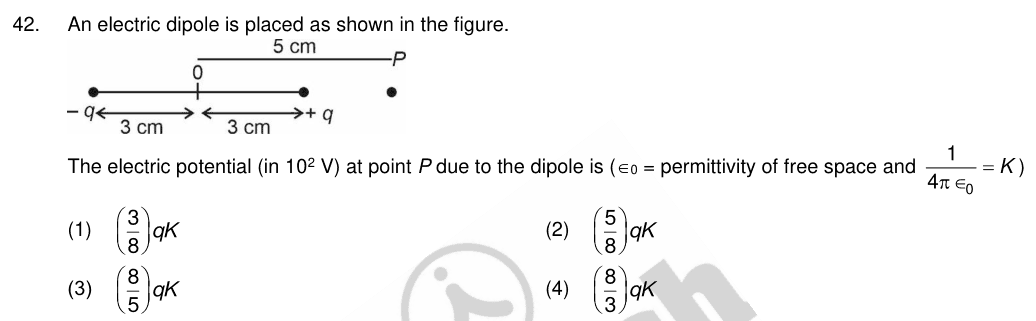 42. An electric dipole is placed as shown in the figure.
5 cm
P
0
– q
+ q
3 cm
3 cm
The electric potential (in 10² V) at point P due to the dipole is (∈₀ = permittivity of free space and 1/(4π ∈₀) = K)
(1) (3/8)qK
(2) (5/8)qK
(3) (8/5)qK
(4) (8/3)qK